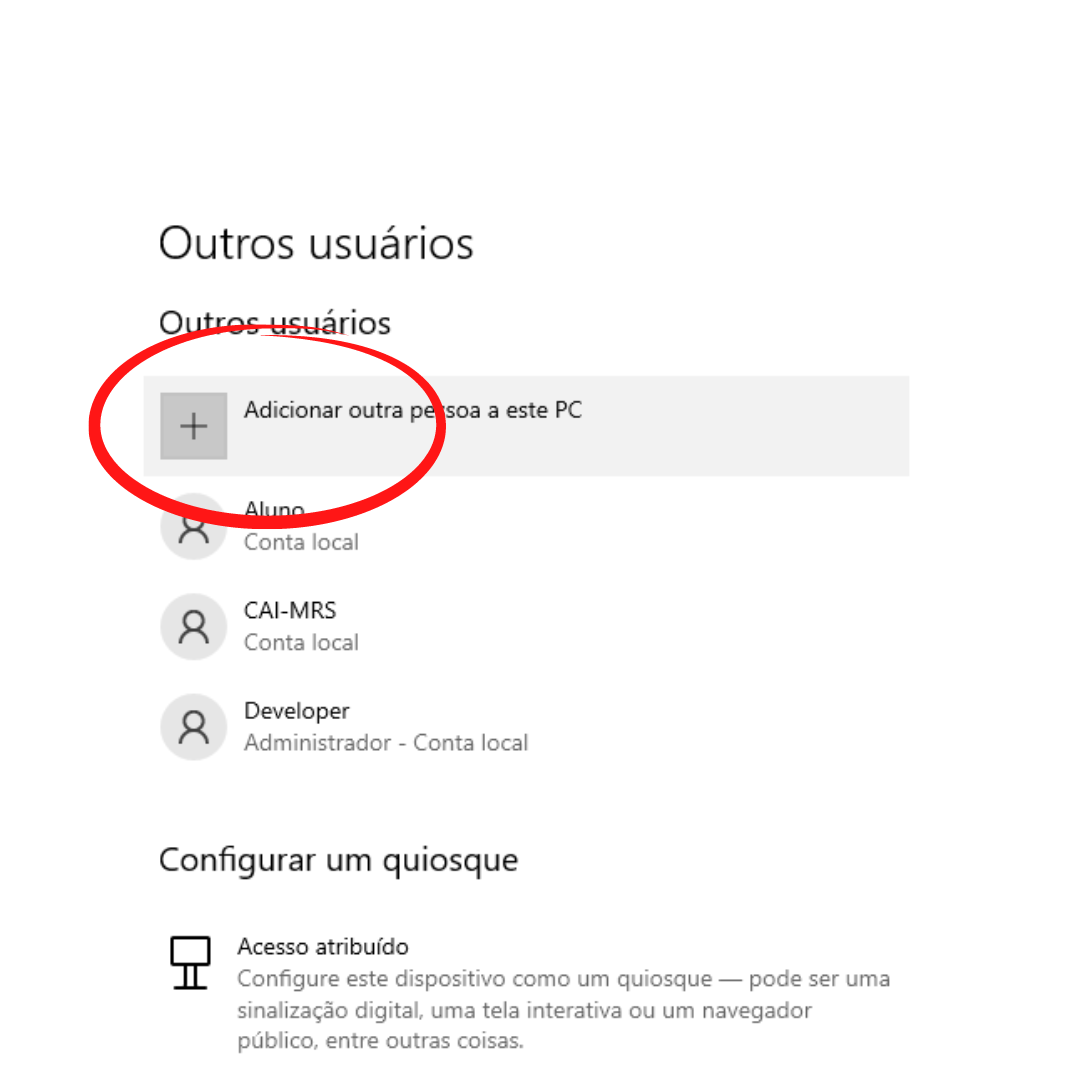 Outros usuários
Outros usuários
Adicionar outra pessoa a este PC
Aluno
Conta local
CAI-MRS
Conta local
Developer
Administrador - Conta local
Configurar um quiosque
Acesso atribuído
Configure este dispositivo como um quiosque — pode ser uma
sinalização digital, uma tela interativa ou um navegador
público, entre outras coisas.